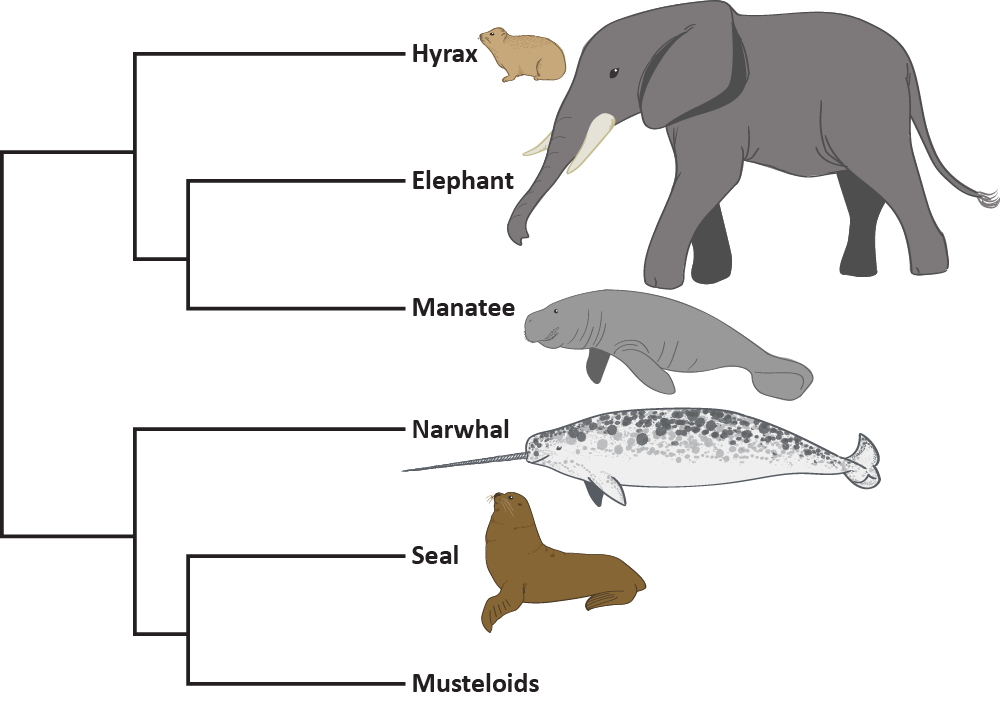 Hyrax
Elephant
Manatee
Narwhal
Seal
Musteloids